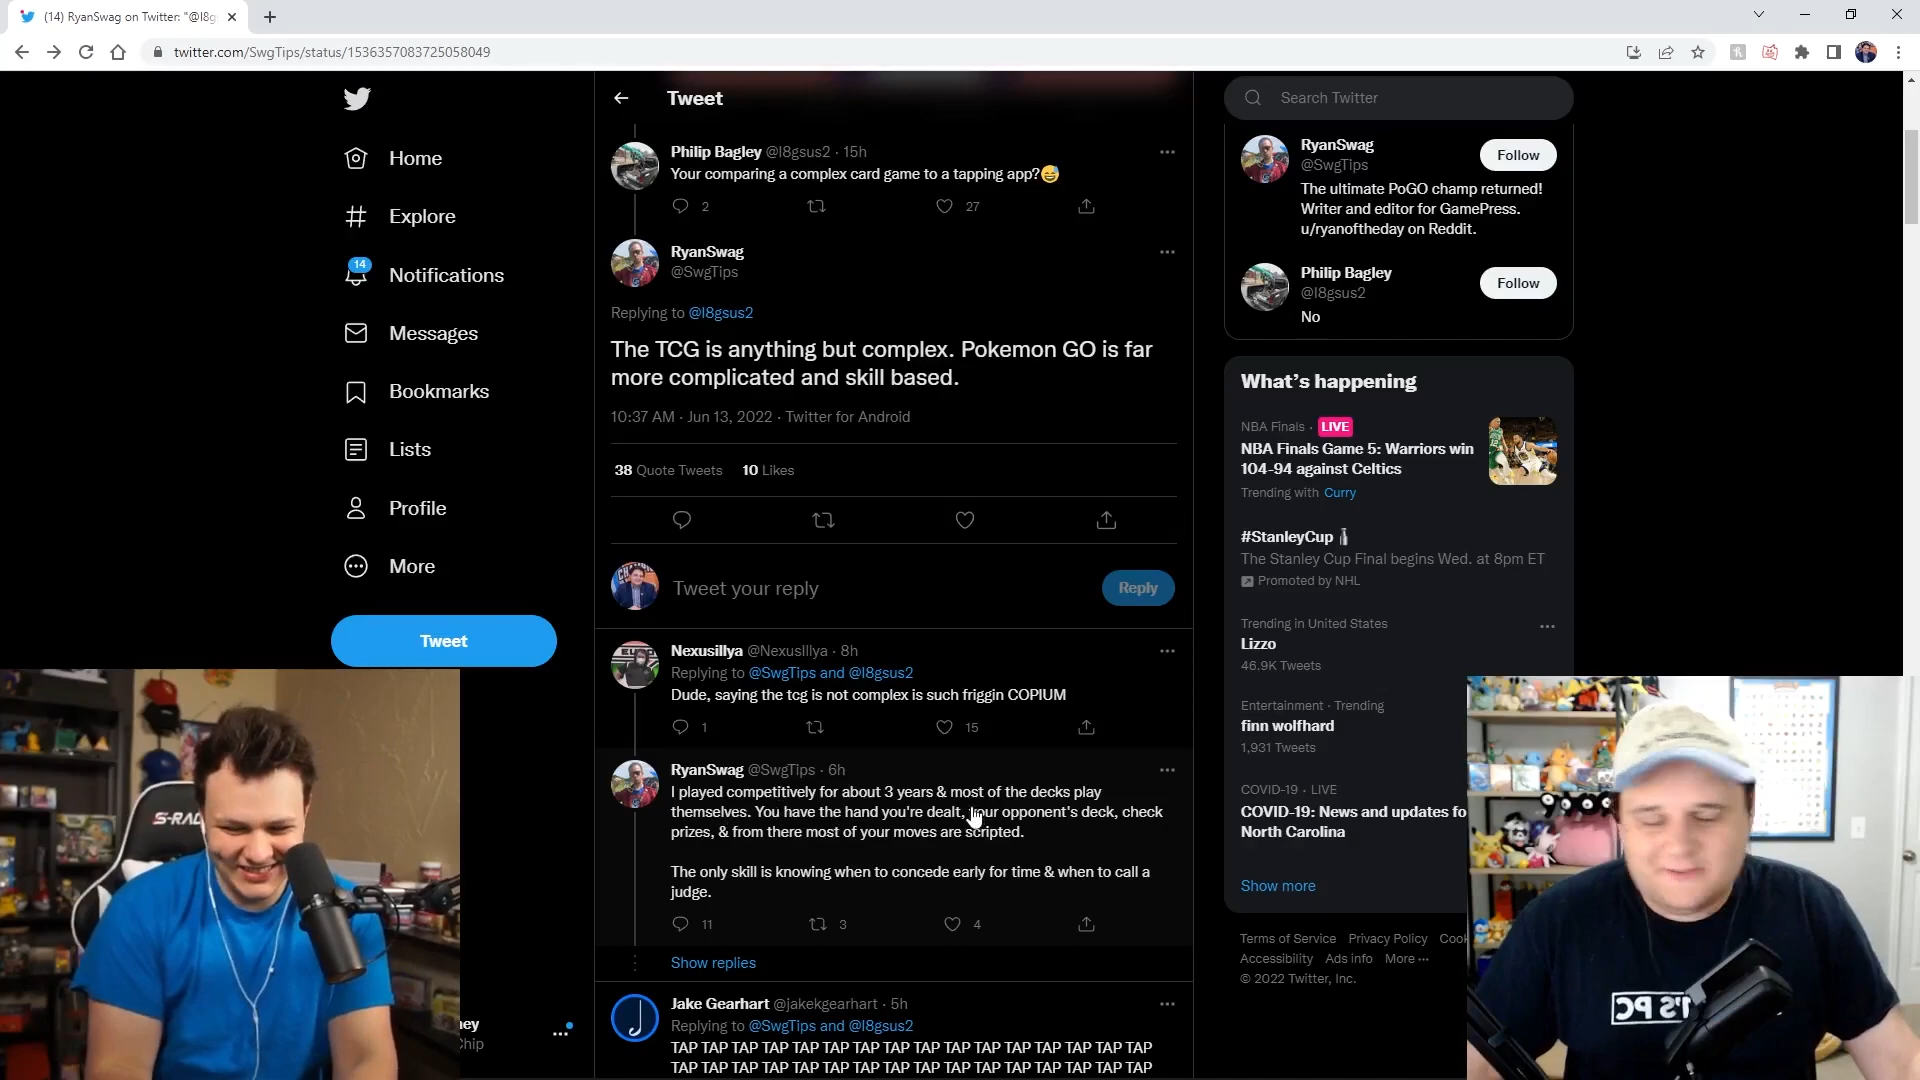 (14) RyanSwag on Twitter: "@l8g
twitter.com/SwgTips/status/1536357083725058049
Home
Explore
14
Notifications
Messages
Bookmarks
Lists
Profile
More
Tweet
ney
Chip
Tweet
Philip Bagley @l8gsus2 · 15h
Your comparing a complex card game to a tapping app?😅
2 27
RyanSwag
@SwgTips
Replying to @l8gsus2
The TCG is anything but complex. Pokemon GO is far
more complicated and skill based.
10:37 AM · Jun 13, 2022 · Twitter for Android
38 Quote Tweets 10 Likes
Tweet your reply
Reply
Nexusillya @Nexuslllya · 8h
Replying to @SwgTips and @l8gsus2
Dude, saying the tcg is not complex is such friggin COPIUM
1 15
RyanSwag @SwgTips · 6h
I played competitively for about 3 years & most of the decks play
themselves. You have the hand you're dealt, your opponent's deck, check
prizes, & from there most of your moves are scripted.
The only skill is knowing when to concede early for time & when to call a
judge.
11 3 4
Show replies
Jake Gearhart @jakekgearhart · 5h
Replying to @SwgTips and @l8gsus2
TAP TAP TAP TAP TAP TAP TAP TAP TAP TAP TAP TAP TAP TAP TAP TAP
TAP TAP TAP TAP TAP TAP TAP TAP TAP TAP TAP TAP TAP TAP TAP TAP
Search Twitter
RyanSwag
@SwgTips
Follow
The ultimate PoGO champ returned!
Writer and editor for GamePress.
u/ryanoftheday on Reddit.
Philip Bagley
@l8gsus2
Follow
No
What's happening
NBA Finals · LIVE
NBA Finals Game 5: Warriors win
104-94 against Celtics
Trending with Curry
#StanleyCup
The Stanley Cup Final begins Wed. at 8pm ET
Promoted by NHL
Trending in United States
Lizzo
46.9K Tweets
Entertainment · Trending
finn wolfhard
1,931 Tweets
COVID-19 · LIVE
COVID-19: News and updates fo
North Carolina
Show more
Terms of Service Privacy Policy Cook
Accessibility Ads info More
© 2022 Twitter, Inc.
S-RAC